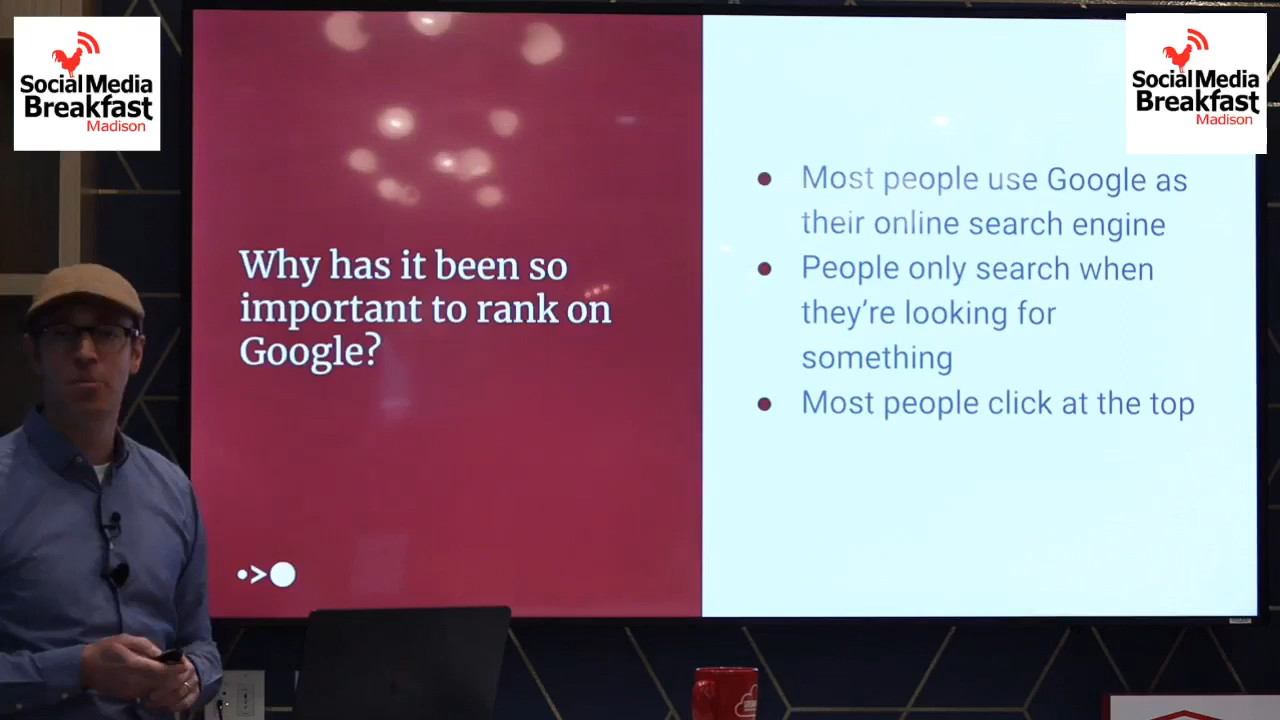 Social Media
Breakfast
Madison
Social Media
Breakfast
Madison
Why has it been so
important to rank on
Google?
• Most people use Google as
their online search engine
• People only search when
they're looking for
something
• Most people click at the top